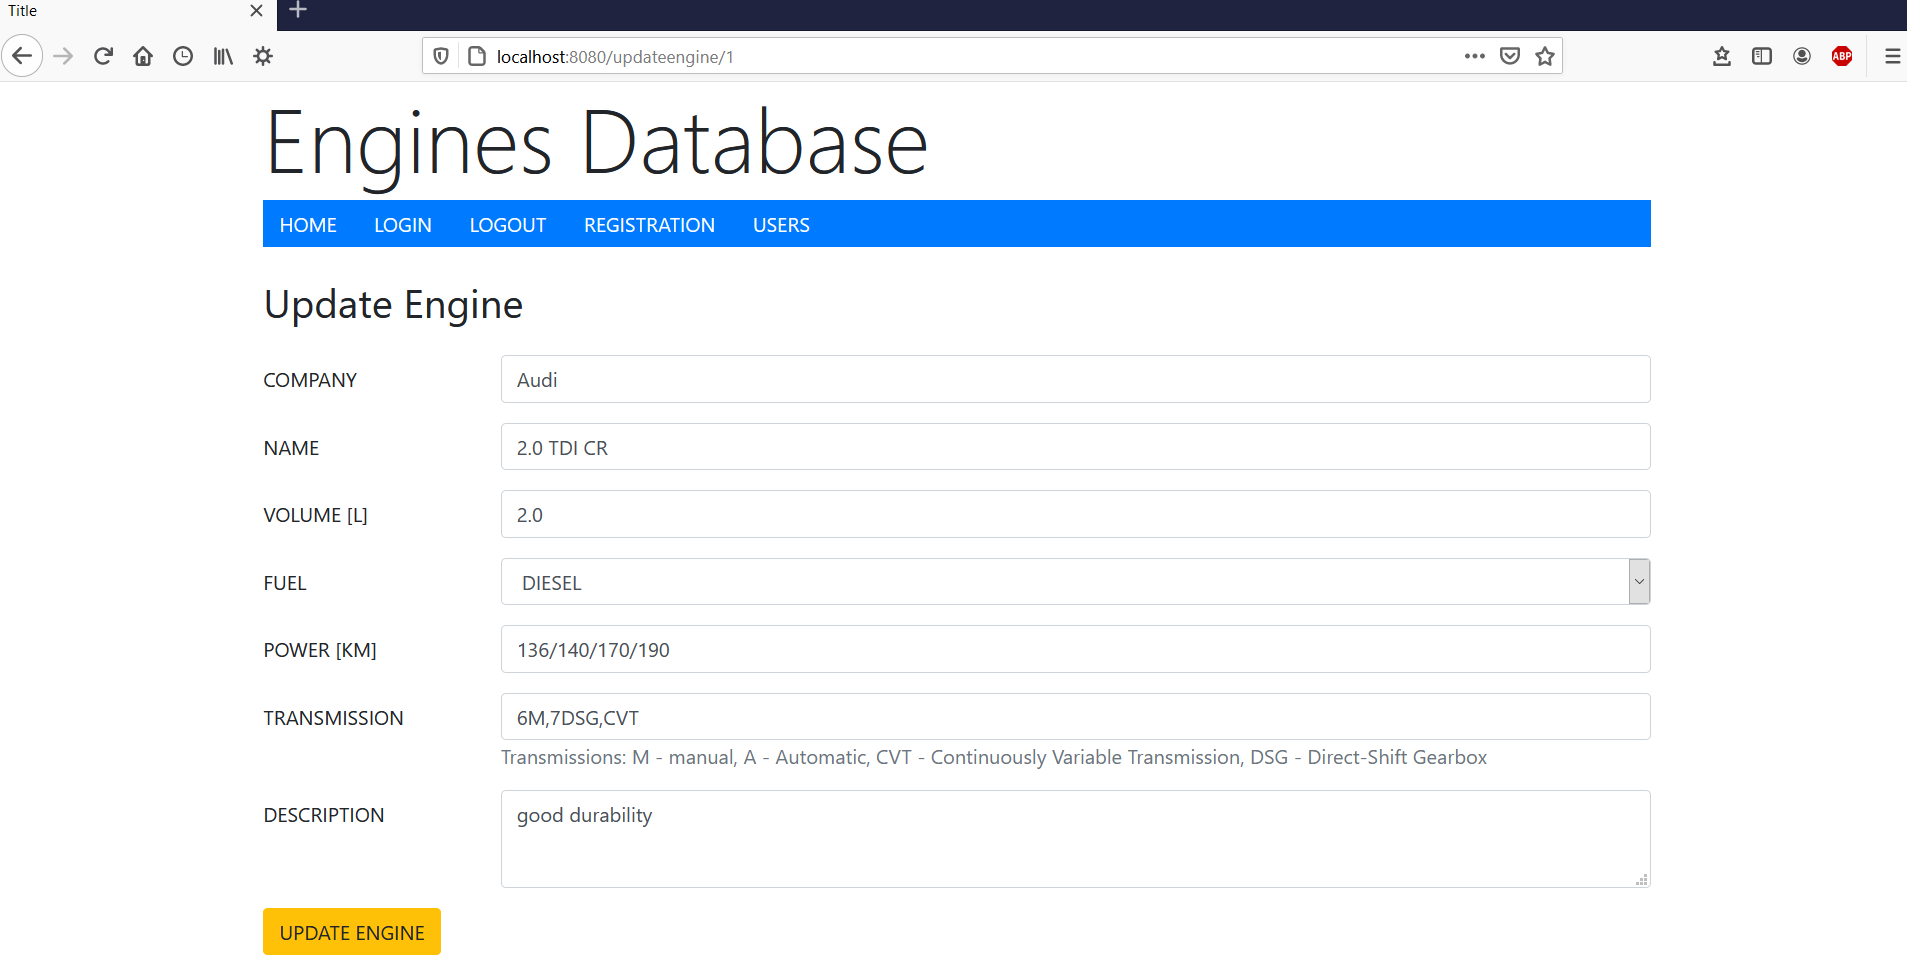 Title
localhost:8080/updateengine/1
ABP
Engines Database
HOME LOGIN LOGOUT REGISTRATION USERS
Update Engine
COMPANY Audi
NAME 2.0 TDI CR
VOLUME [L] 2.0
FUEL DIESEL
POWER [KM] 136/140/170/190
TRANSMISSION 6M,7DSG,CVT
Transmissions: M - manual, A - Automatic, CVT - Continuously Variable Transmission, DSG - Direct-Shift Gearbox
DESCRIPTION good durability
UPDATE ENGINE